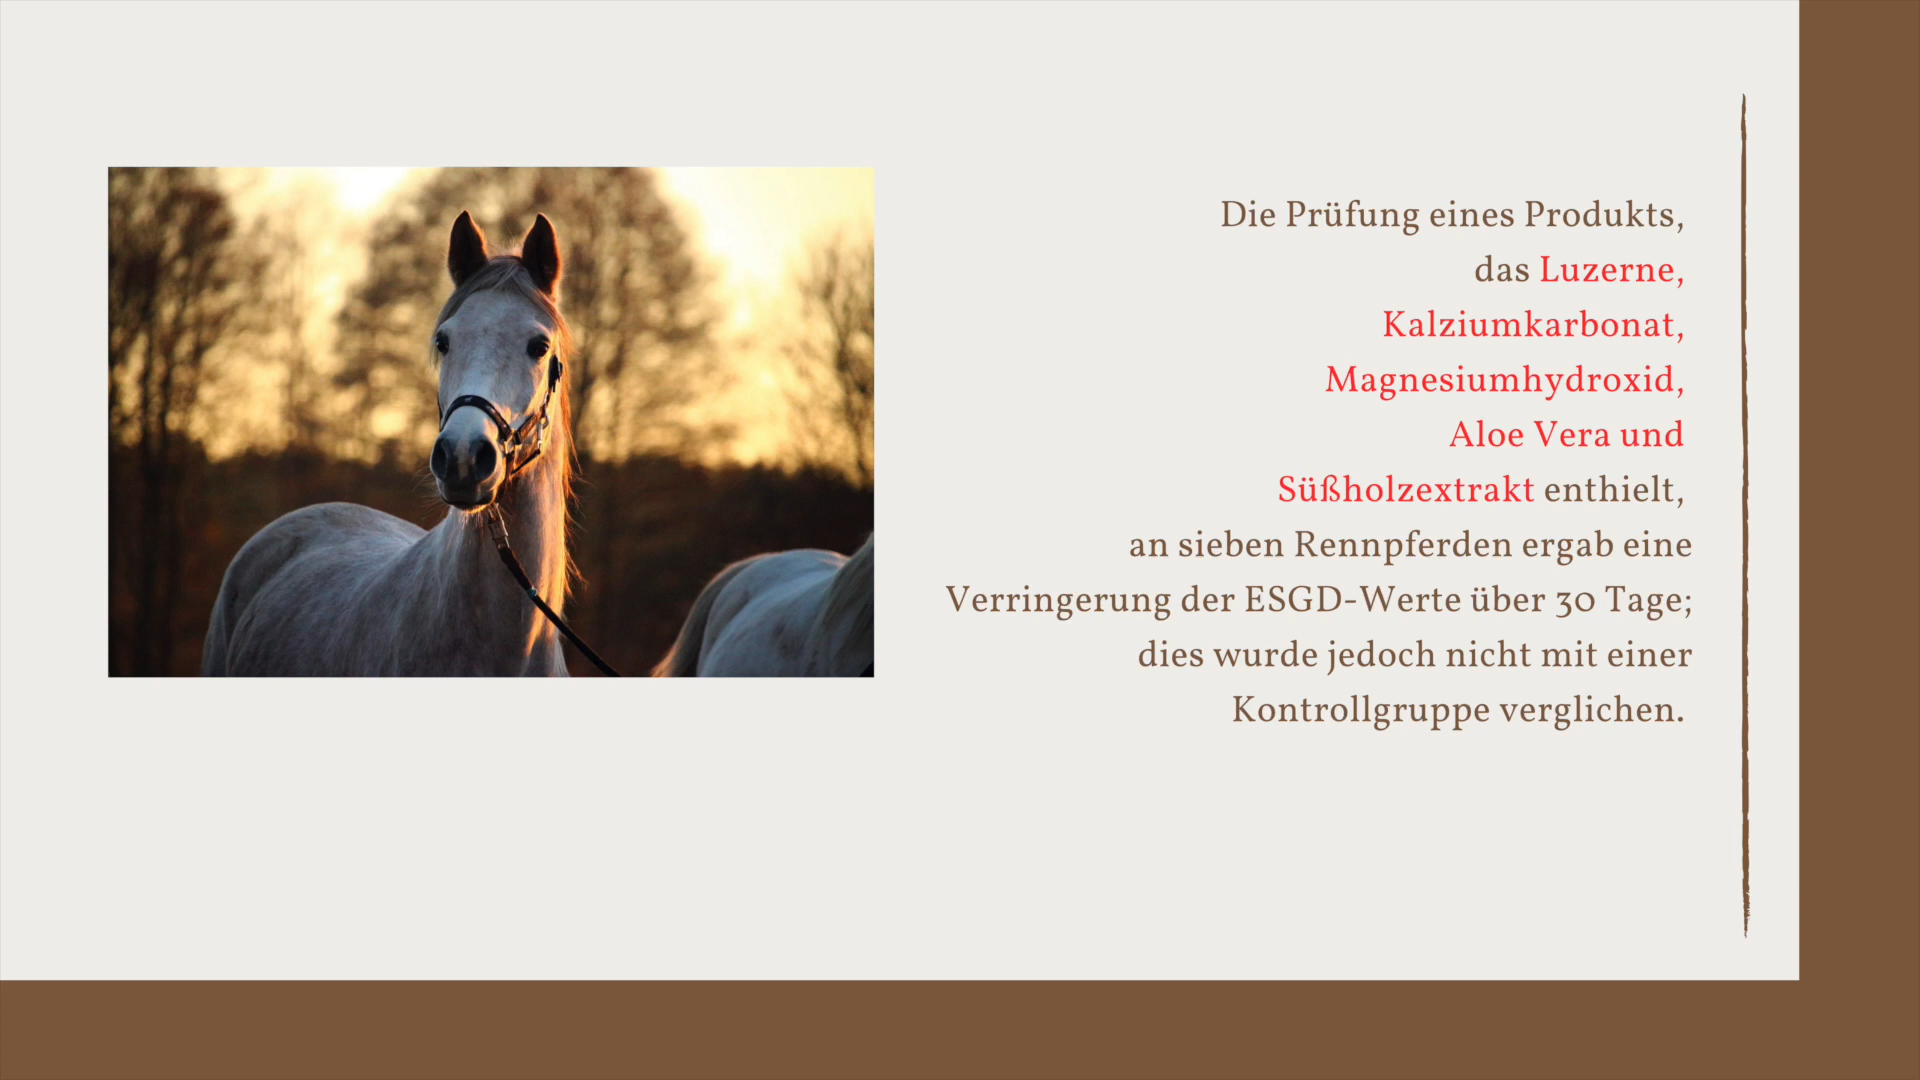 Die Prüfung eines Produkts,
das Luzerne,
Kalziumkarbonat,
Magnesiumhydroxid,
Aloe Vera und
Süßholzextrakt enthielt,
an sieben Rennpferden ergab eine
Verringerung der ESGD-Werte über 30 Tage;
dies wurde jedoch nicht mit einer
Kontrollgruppe verglichen.